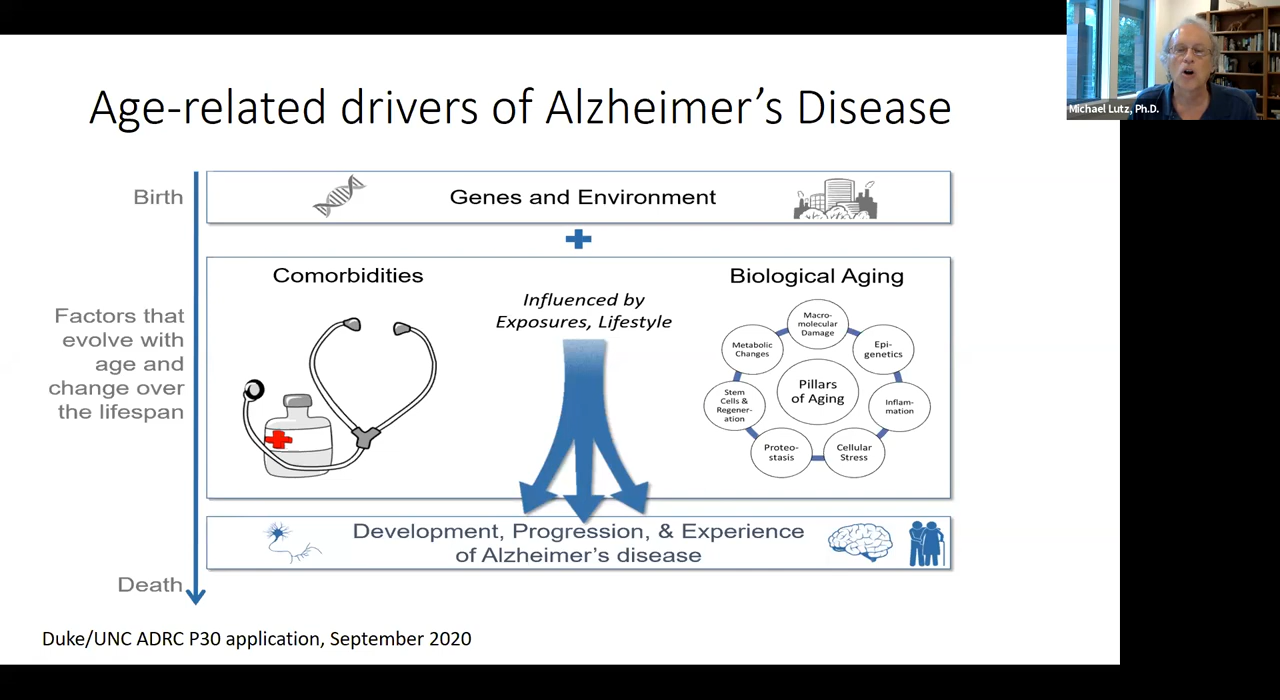 Michael Lutz, Ph.D.
Age-related drivers of Alzheimer’s Disease
Birth
Genes and Environment
Factors that
evolve with
age and
change over
the lifespan
Comorbidities
Influenced by
Exposures, Lifestyle
Biological Aging
Macro-
molecular
Damage
Epi-
genetics
Inflam-
mation
Cellular
Stress
Proteo-
stasis
Stem
Cells &
Regener-
ation
Metabolic
Changes
Pillars
of Aging
Development, Progression, & Experience
of Alzheimer’s disease
Death
Duke/UNC ADRC P30 application, September 2020